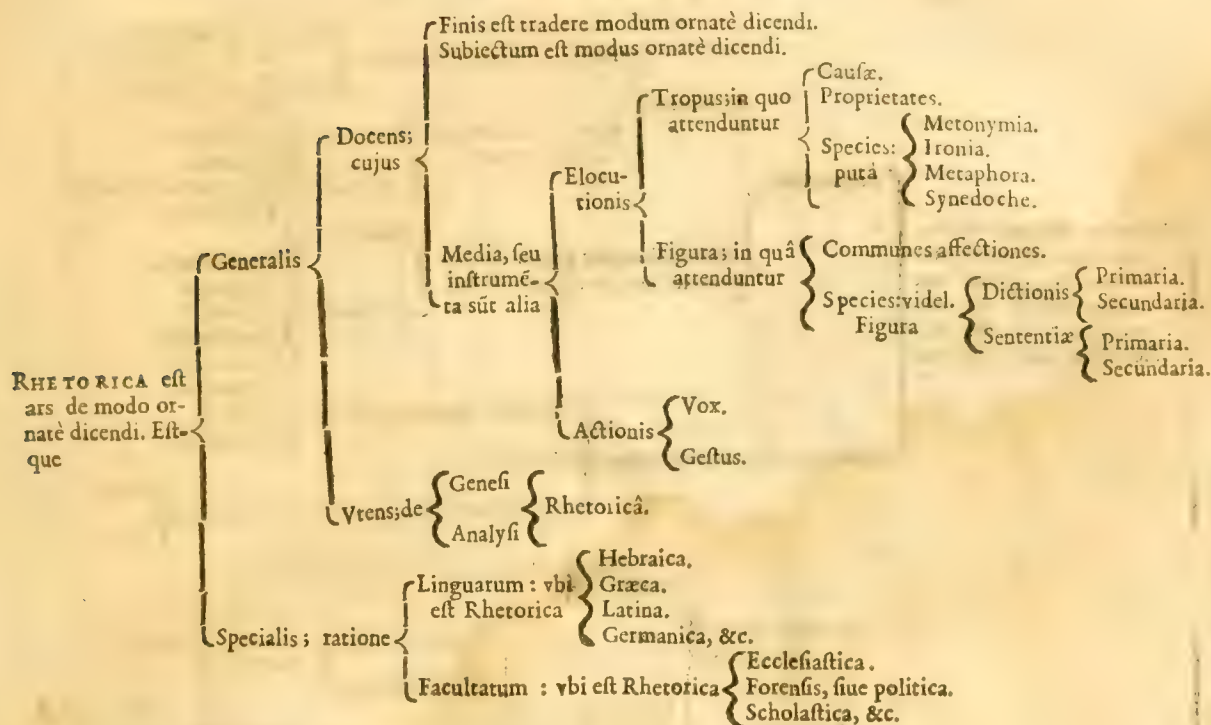 RHETORICA eſt
ars de modo or-
natè dicendi. Eſt-
que
Generalis
Docens;
cujus
Finis eſt tradere modum ornatè dicendi.
Subiectum eſt modus ornatè dicendi.
Media, ſeu
inſtrumẽ-
ta sũt alia
Elocu-
tionis
Tropus; in quo
attenduntur
Cauſæ.
Proprietates.
Species:
putà
Metonymia.
Ironia.
Metaphora.
Synedoche.
Figura; in quâ
attenduntur
Communes affectiones.
Species: videl.
Figura
Dictionis
Primaria.
Secundaria.
Sententiæ
Primaria.
Secundaria.
Actionis
Vox.
Geſtus.
Vtens; de
Geneſi
Analyſi
Rhetoricâ.
Specialis; ratione
Linguarum : vbi
eſt Rhetorica
Hebraica.
Græca.
Latina.
Germanica, &c.
Facultatum : vbi eſt Rhetorica
Eccleſiaſtica.
Forenſis, ſiue politica.
Scholaſtica, &c.